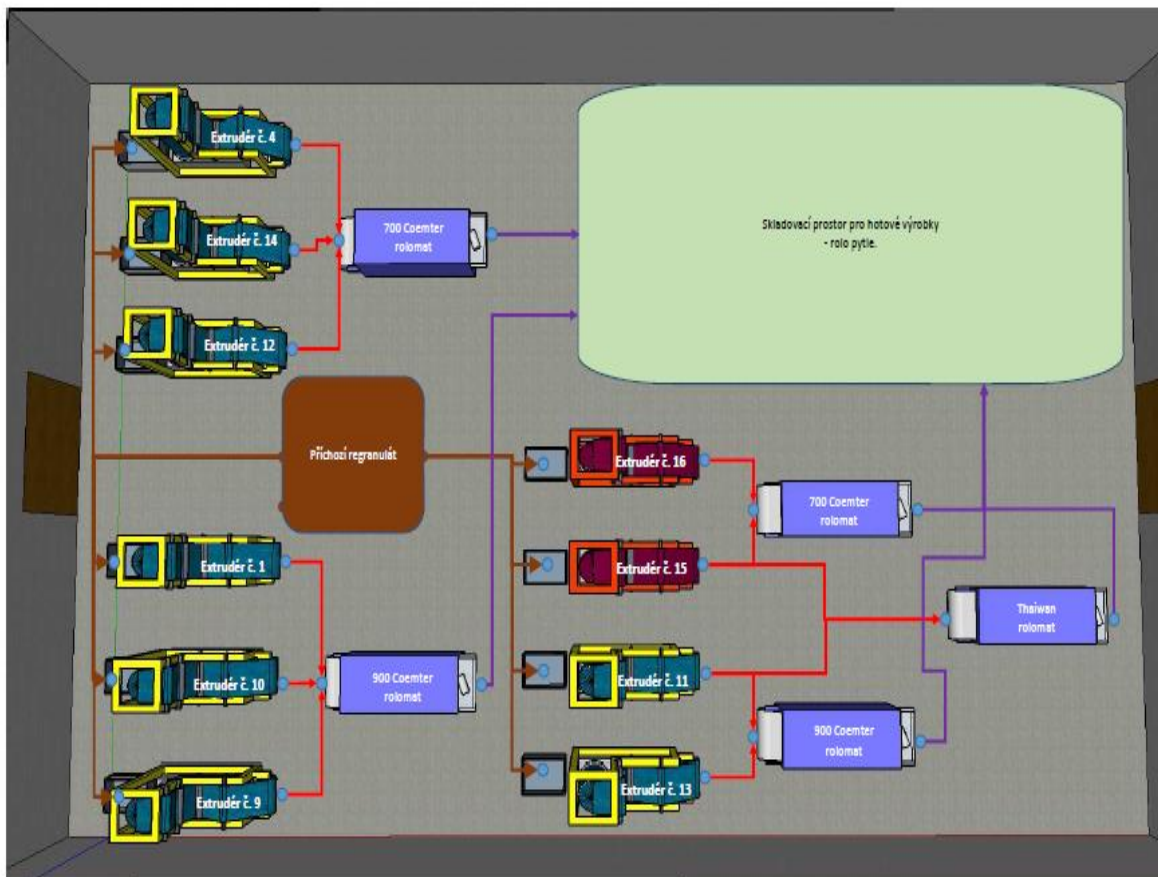 Extrudér č. 4
Extrudér č. 14
Extrudér č. 12
700 Coemter
rolomat
Skladovací prostor pro hotové výrobky
- rolo pytle.
Příchozí regranulát
Extrudér č. 1
Extrudér č. 10
Extrudér č. 9
900 Coemter
rolomat
Extrudér č. 16
Extrudér č. 15
Extrudér č. 11
Extrudér č. 13
700 Coemter
rolomat
Thaiwan
rolomat
900 Coemter
rolomat